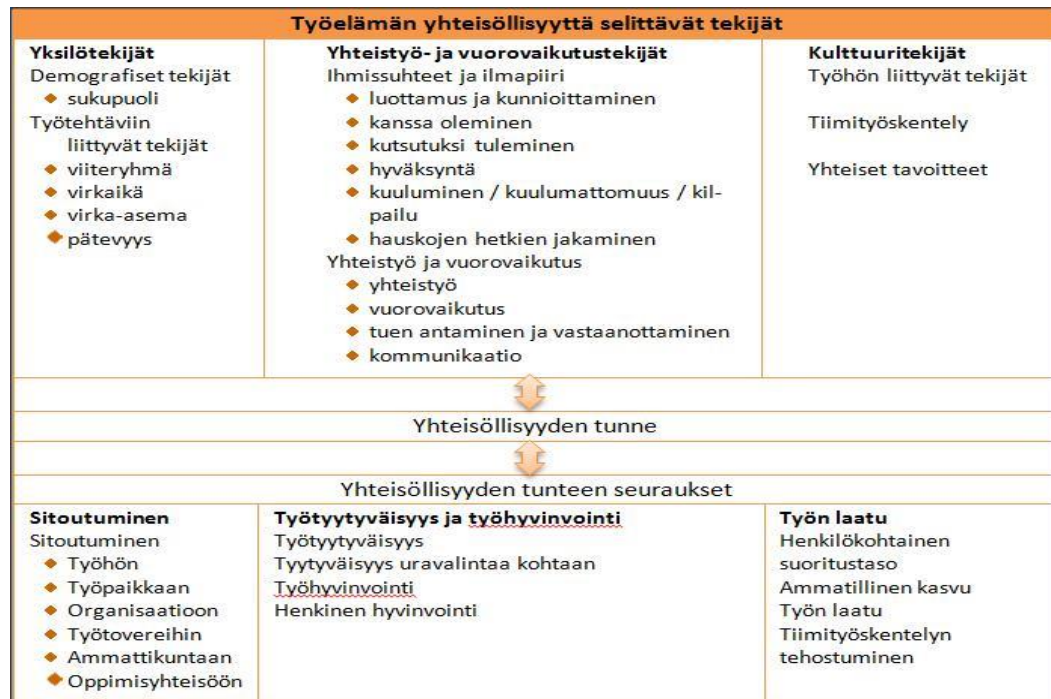 Työelämän yhteisöllisyyttä selittävät tekijät
Yksilötekijät
Demografiset tekijät
sukupuoli
Työtehtäviin
liittyvät tekijät
viiteryhmä
virkaikä
virka-asema
pätevyys
Yhteistyö- ja vuorovaikutustekijät
Ihmissuhteet ja ilmapiiri
luottamus ja kunnioittaminen
kanssa oleminen
kutsutuksi tuleminen
hyväksyntä
kuuluminen / kuulumattomuus / kil-
pailu
hauskojen hetkien jakaminen
Yhteistyö ja vuorovaikutus
yhteistyö
vuorovaikutus
tuen antaminen ja vastaanottaminen
kommunikaatio
Kulttuuritekijät
Työhön liittyvät tekijät
Tiimityöskentely
Yhteiset tavoitteet
Yhteisöllisyyden tunne
Yhteisöllisyyden tunteen seuraukset
Sitoutuminen
Sitoutuminen
Työhön
Työpaikkaan
Organisaatioon
Työtovereihin
Ammattikuntaan
Oppimisyhteisöön
Työtyytyväisyys ja työhyvinvointi
Työtyytyväisyys
Tyytyväisyys uravalintaa kohtaan
Työhyvinvointi
Henkinen hyvinvointi
Työn laatu
Henkilökohtainen
suoritustaso
Ammatillinen kasvu
Työn laatu
Tiimityöskentelyn
tehostuminen